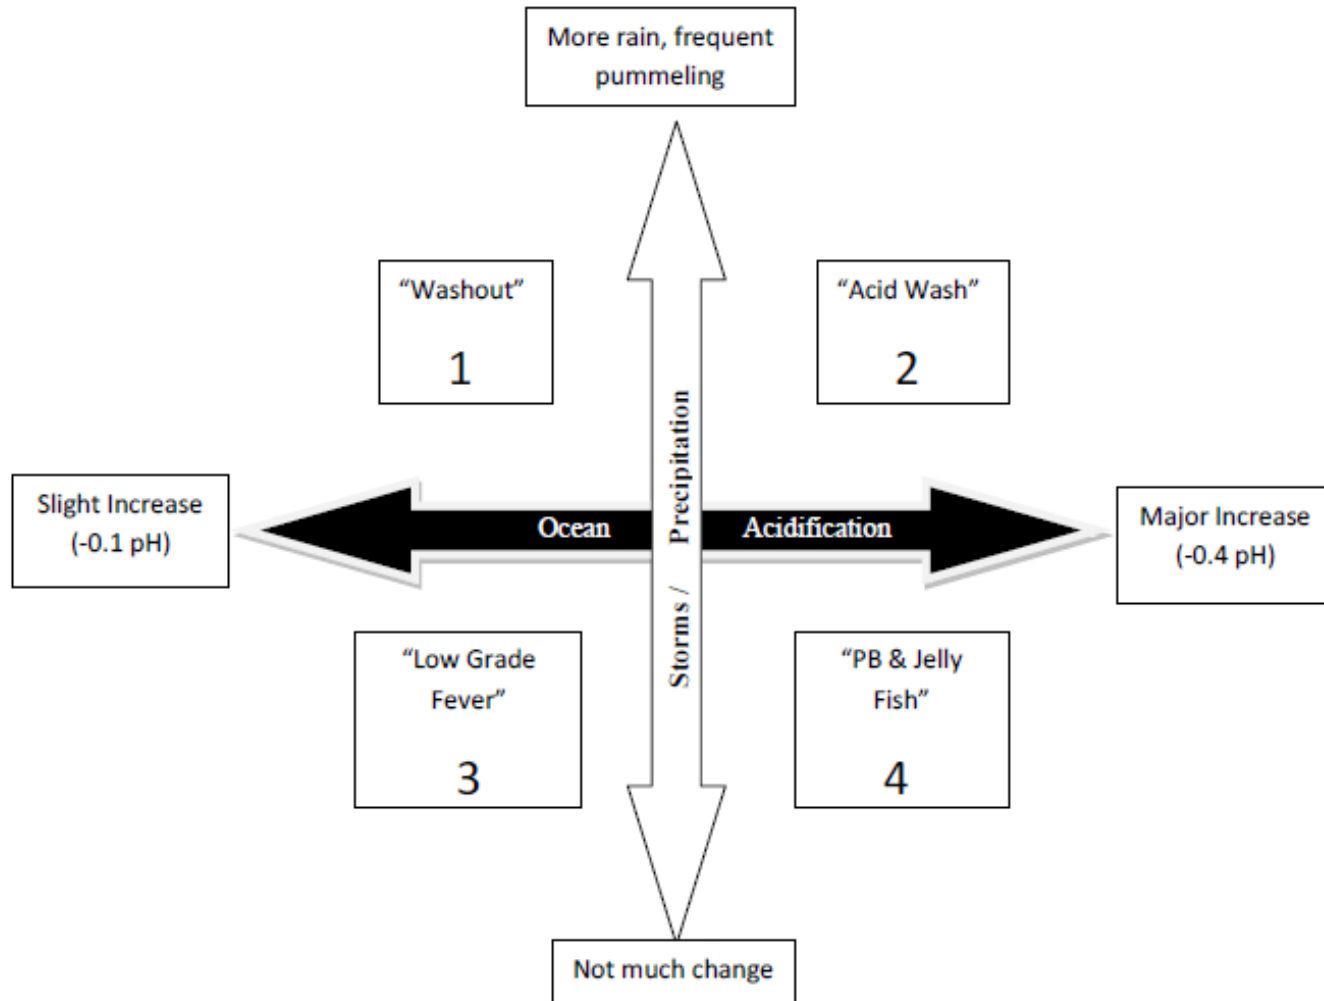 More rain, frequent
pummeling
“Washout”
1
“Acid Wash”
2
Slight Increase
(-0.1 pH)
Ocean
Acidification
Storms / Precipitation
Major Increase
(-0.4 pH)
“Low Grade
Fever”
3
“PB & Jelly
Fish”
4
Not much change